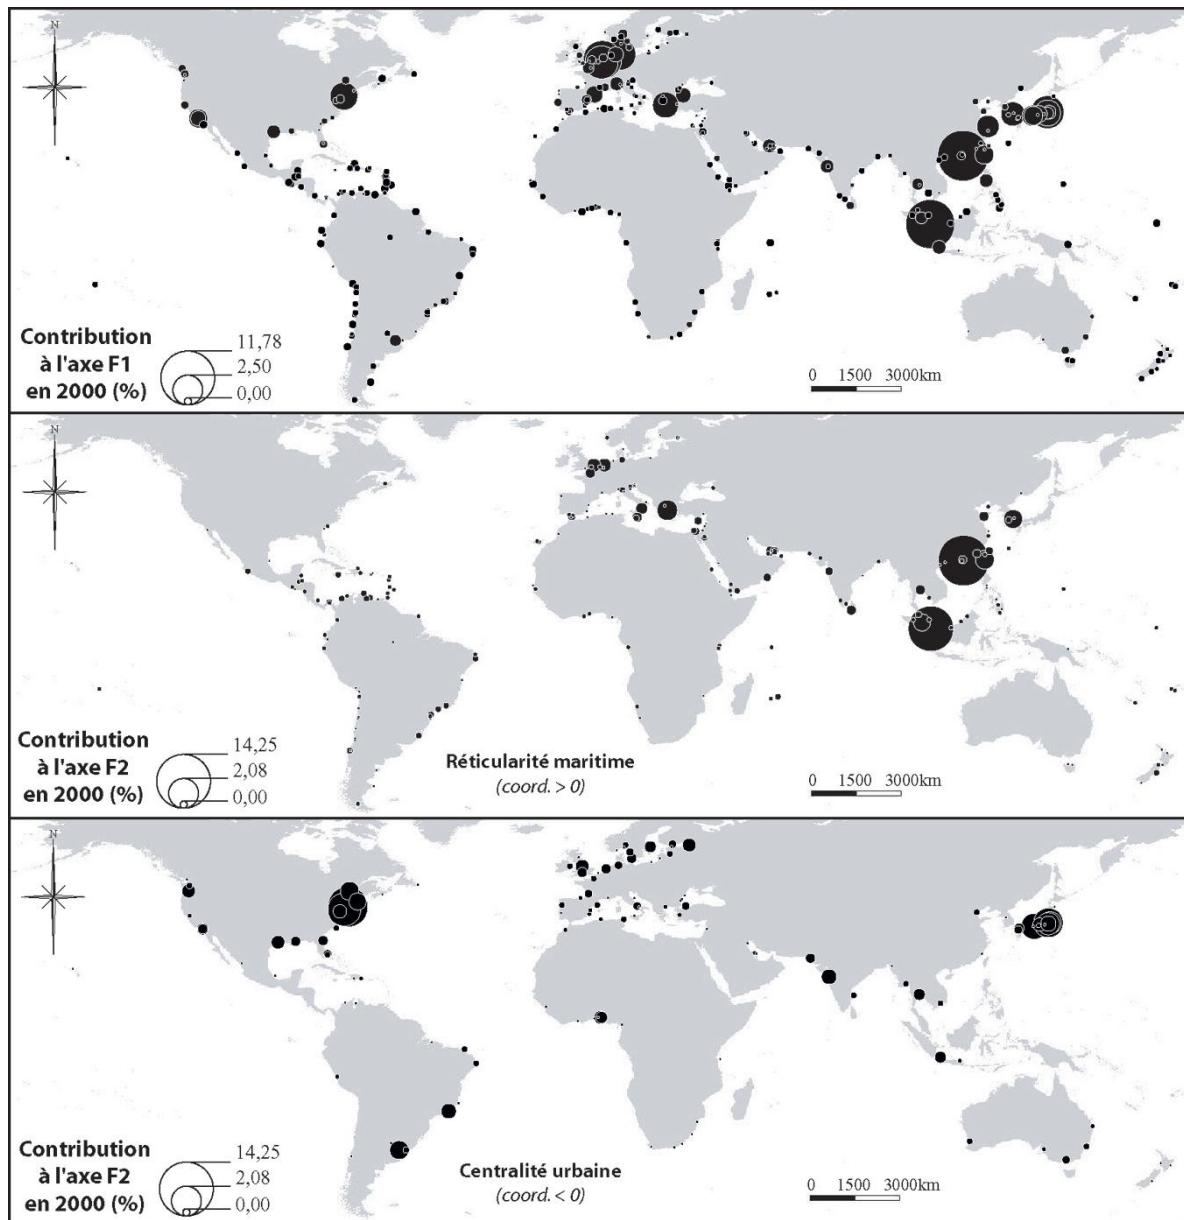 N
Contribution
à l'axe F1
en 2000 (%)
11,78
2,50
0,00
0 1500 3000km
N
Contribution
à l'axe F2
en 2000 (%)
14,25
2,08
0,00
Réticularité maritime
(coord. > 0)
0 1500 3000km
N
Contribution
à l'axe F2
en 2000 (%)
14,25
2,08
0,00
Centralité urbaine
(coord. < 0)
0 1500 3000km